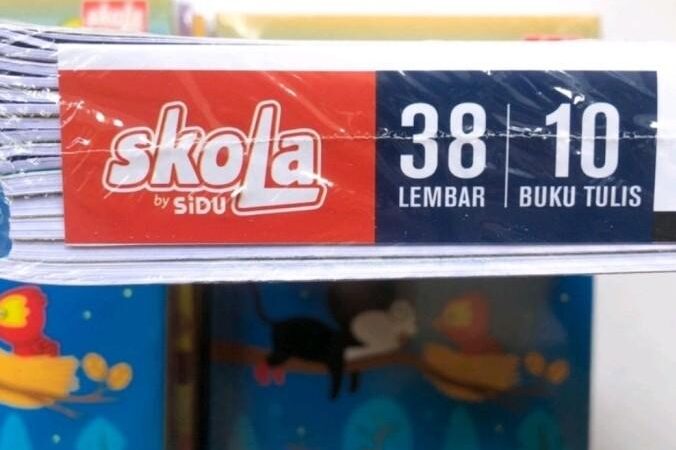 skola
by SiDU
38
LEMBAR
10
BUKU TULIS